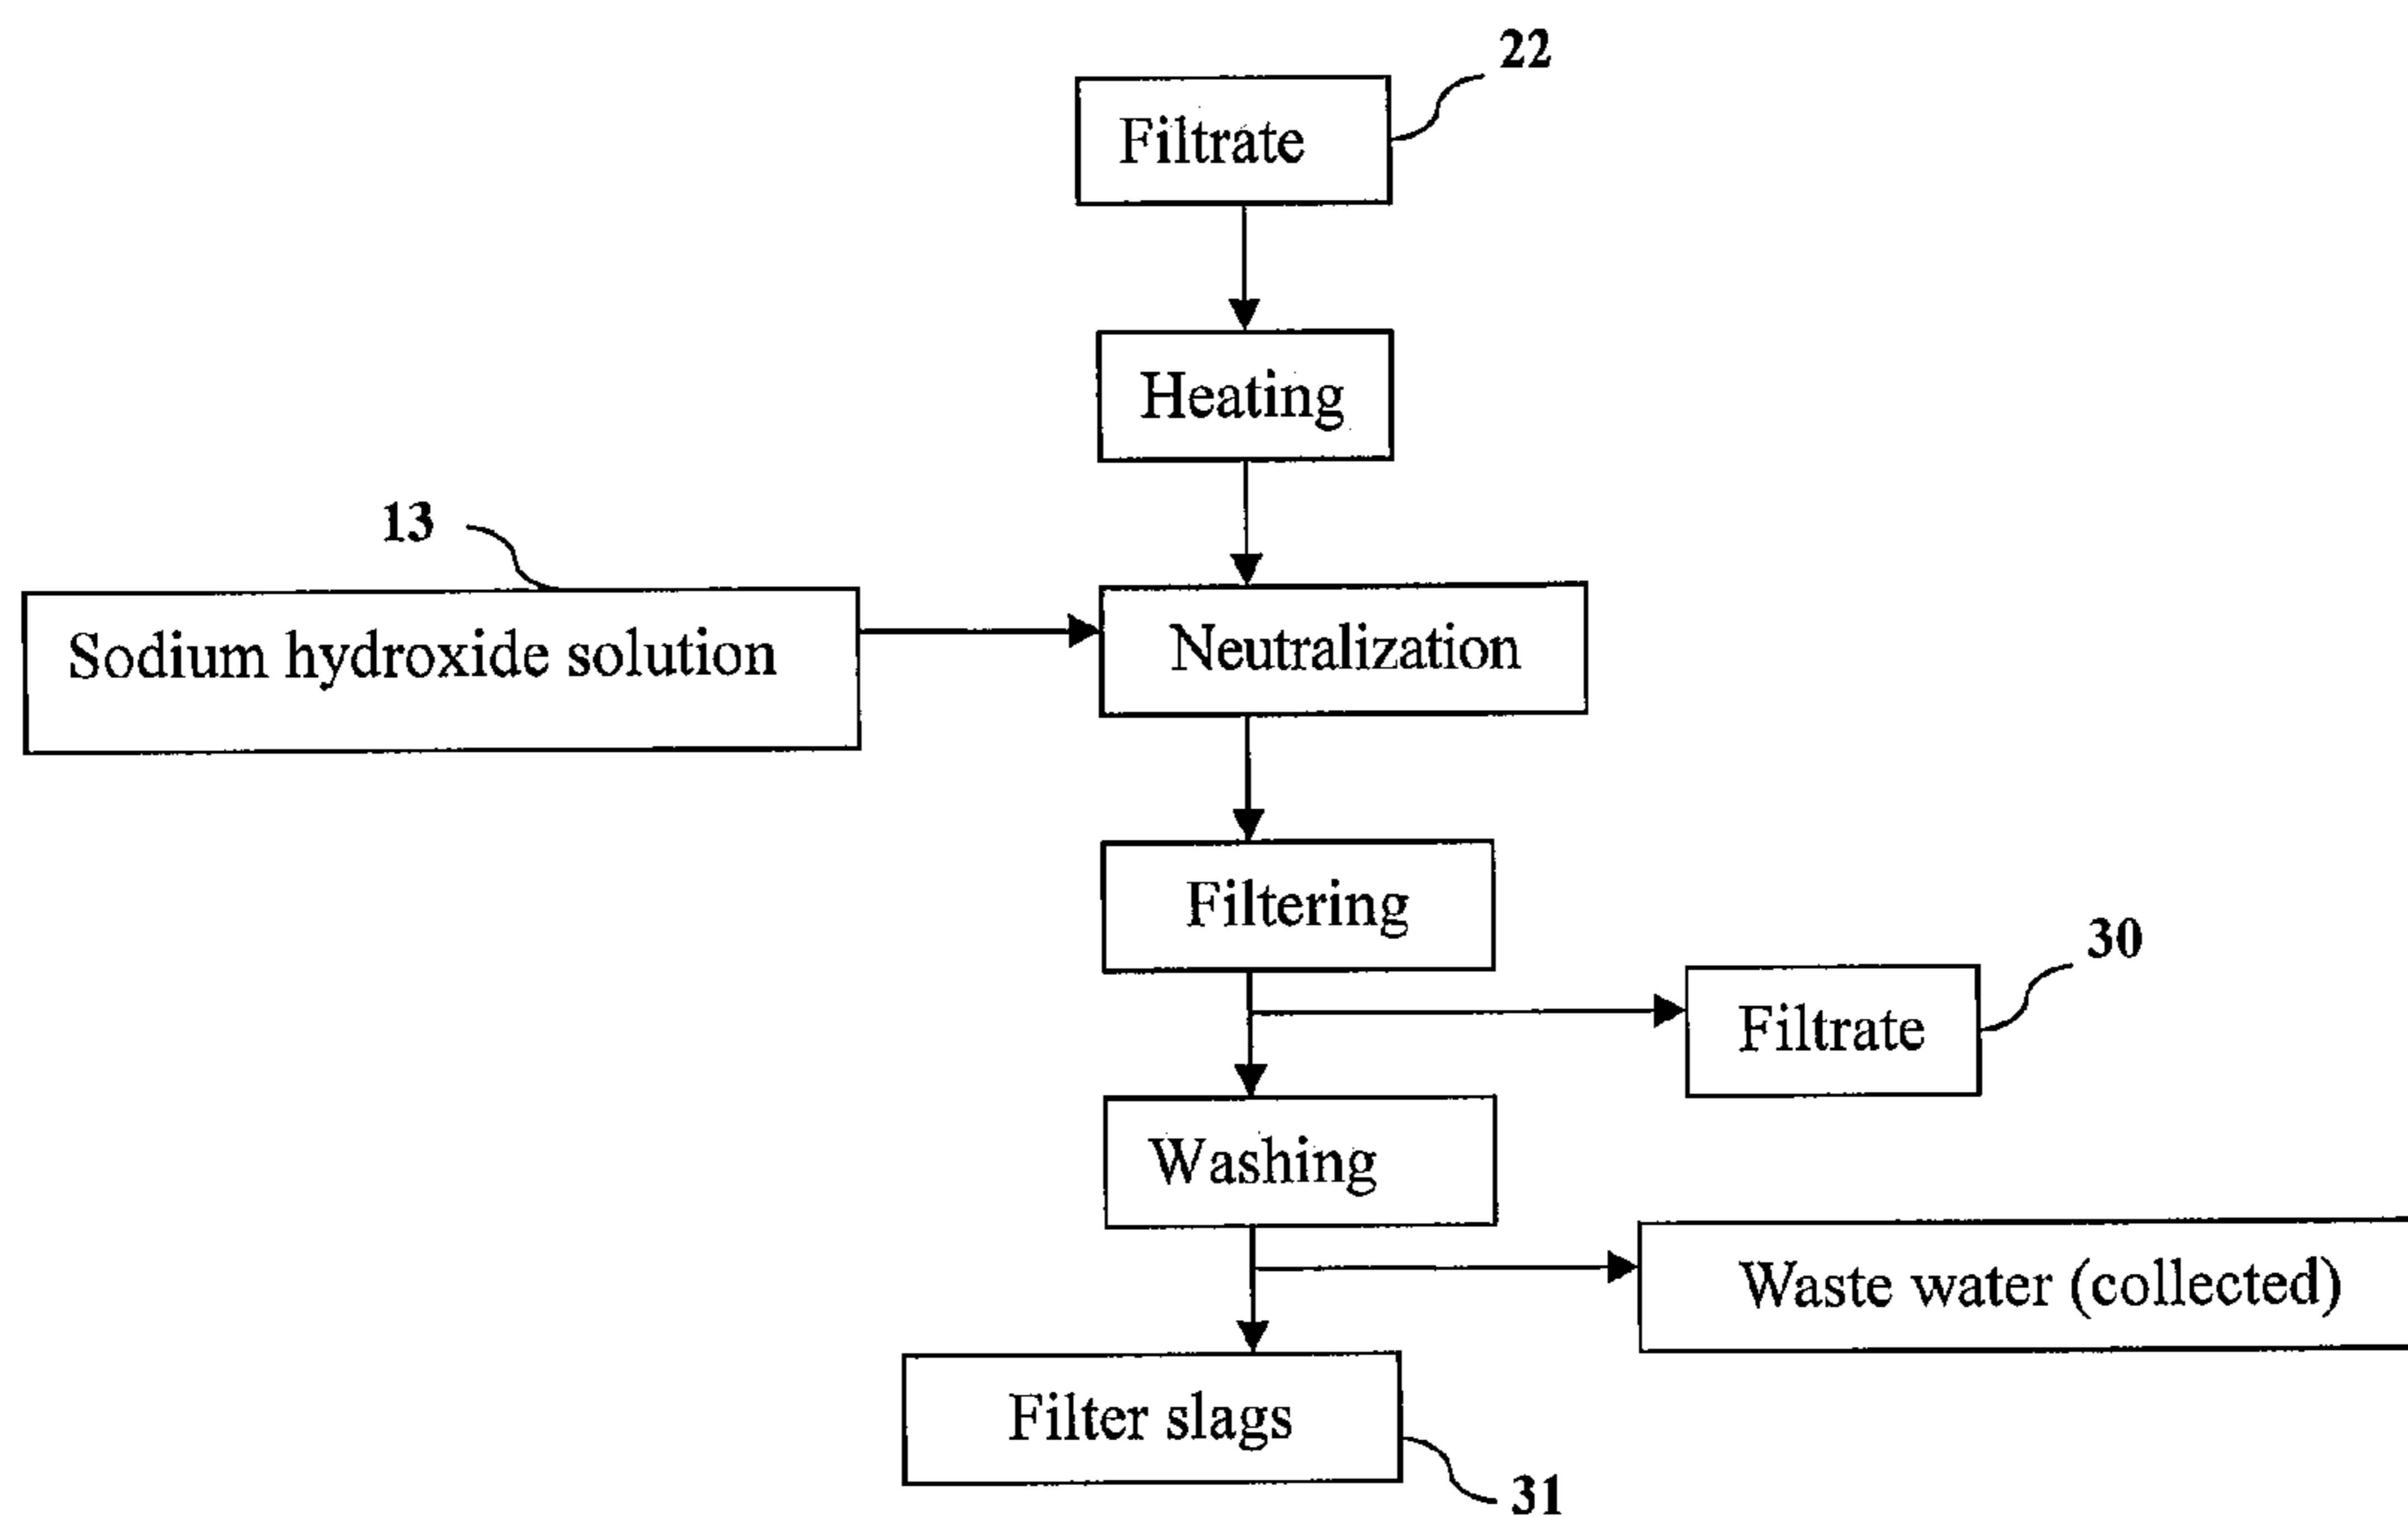 22
Filtrate
Heating
13
Sodium hydroxide solution
Neutralization
Filtering
30
Filtrate
Washing
Waste water (collected)
Filter slags
31